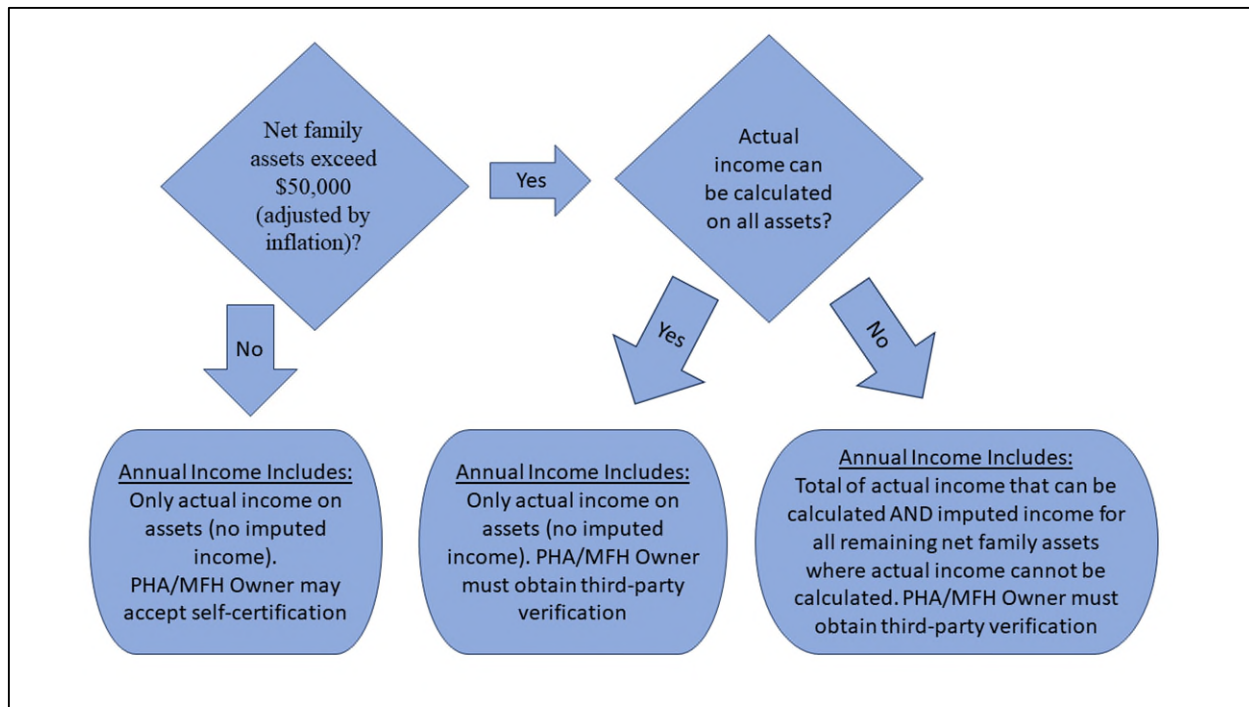 Net family
assets exceed
$50,000
(adjusted by
inflation)?
Yes
Actual
income can
be calculated
on all assets?
No
Yes
No
Annual Income Includes:
Only actual income on
assets (no imputed
income).
PHA/MFH Owner may
accept self-certification
Annual Income Includes:
Only actual income on
assets (no imputed
income). PHA/MFH Owner
must obtain third-party
verification
Annual Income Includes:
Total of actual income that can be
calculated AND imputed income for
all remaining net family assets
where actual income cannot be
calculated. PHA/MFH Owner must
obtain third-party verification